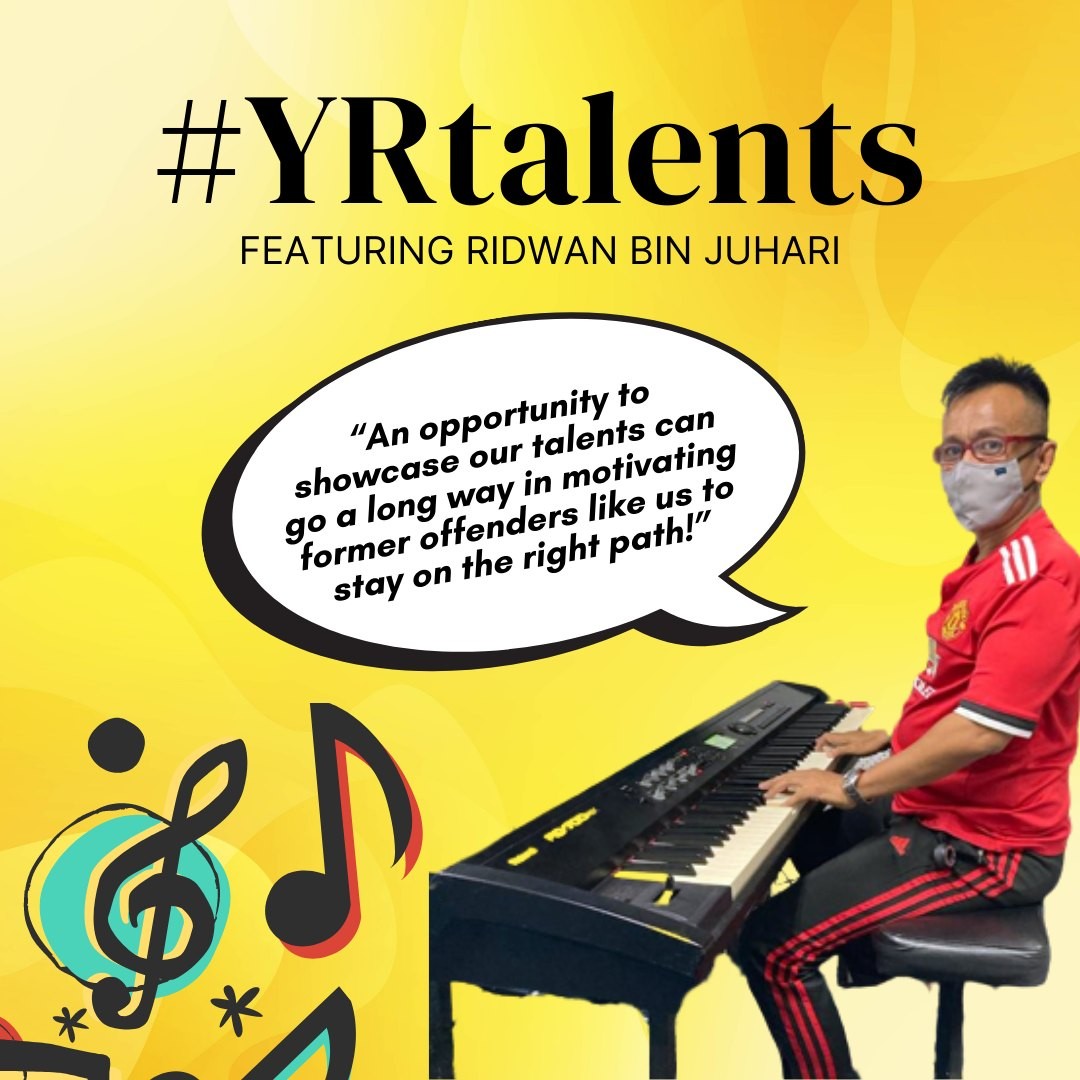 #YRtalents
FEATURING RIDWAN BIN JUHARI
“An opportunity to
showcase our talents can
go a long way in motivating
former offenders like us to
stay on the right path!”